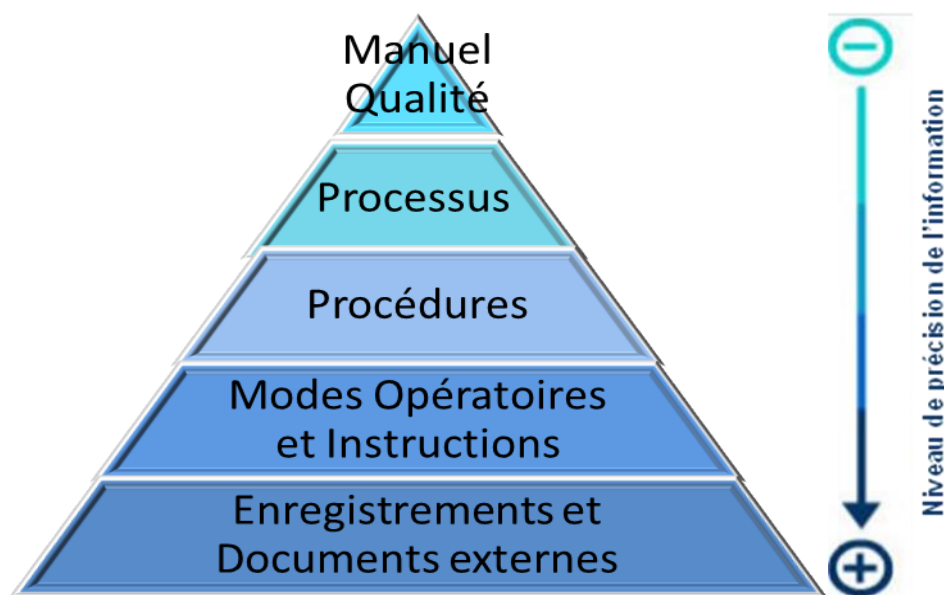 Manuel
Qualité
Processus
Procédures
Modes Opératoires
et Instructions
Enregistrements et
Documents externes
Niveau de précision de l'information